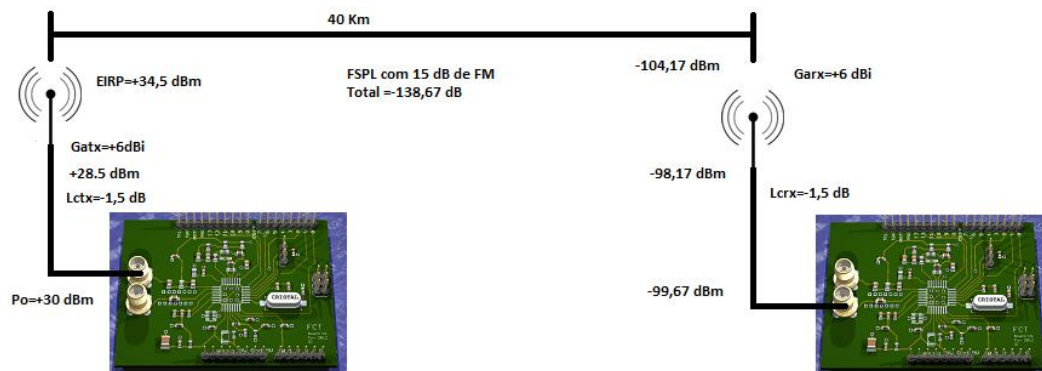 40 Km
EIRP=+34,5 dBm
FSPL com 15 dB de FM
Total =-138,67 dB
-104,17 dBm
Garx=+6 dBi
Gatx=+6dBi
+28.5 dBm
Lctx=-1,5 dB
-98,17 dBm
Lcrx=-1,5 dB
Po=+30 dBm
-99,67 dBm
CRISTAL
FCT
CRISTAL
FCT